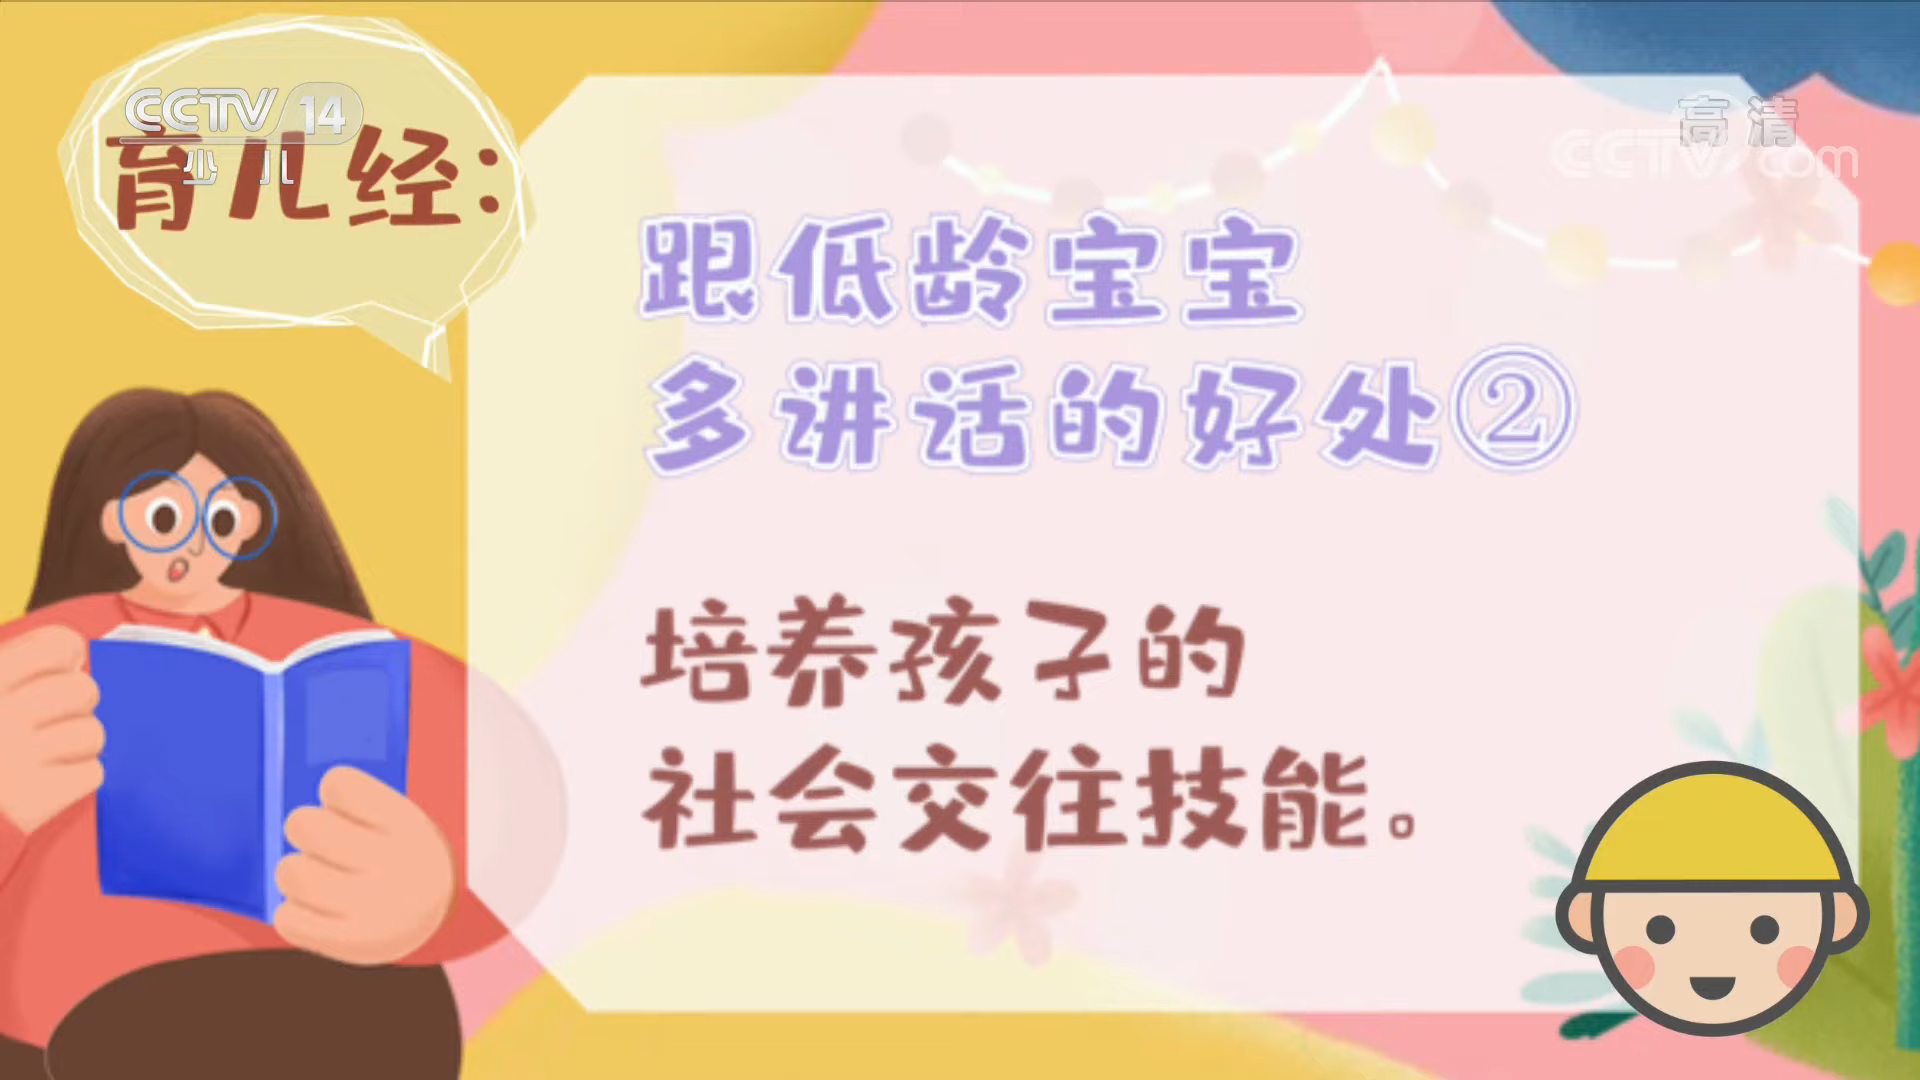 CCTV 14
少儿
育儿经:
高清
CCTV.com
跟低龄宝宝
多讲话的好处②
培养孩子的
社会交往技能。